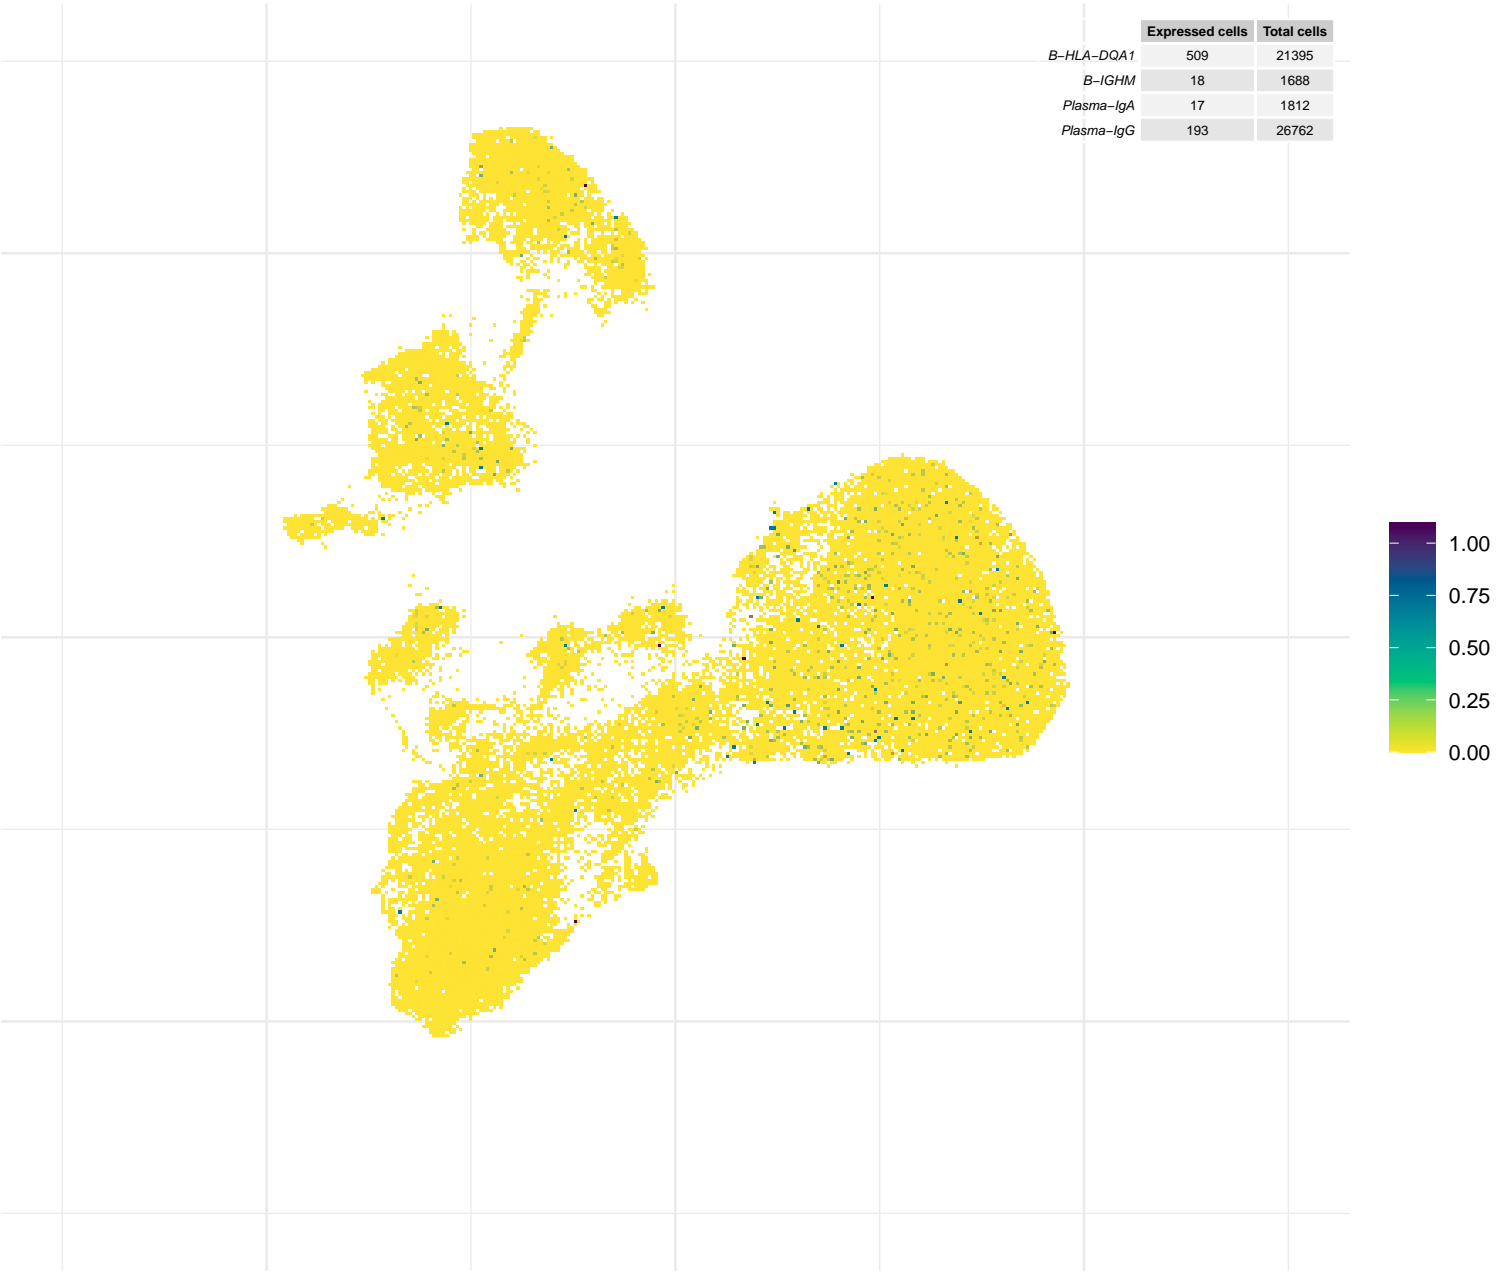 Expressed cells Total cells
B−HLA−DQA1 509 21395
B−IGHM 18 1688
Plasma−IgA 17 1812
Plasma−IgG 193 26762
1.00
0.75
0.50
0.25
0.00